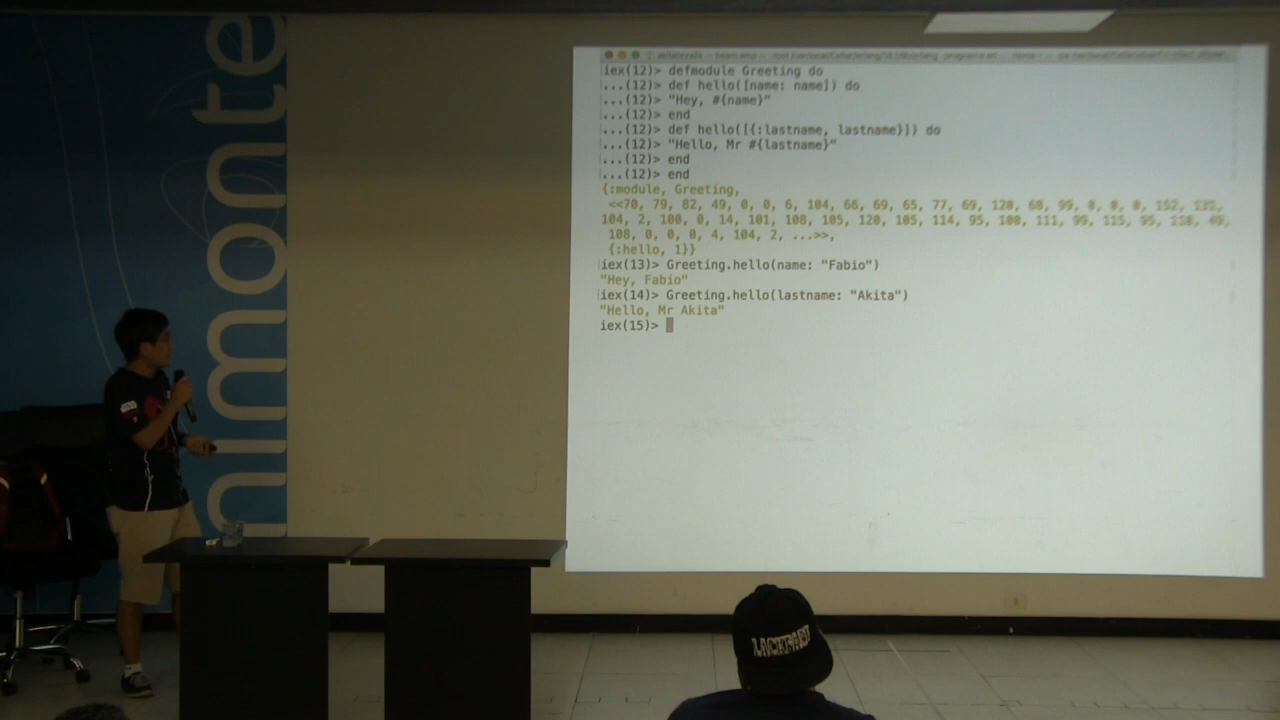 nimonte
iex(12)> defmodule Greeting do
...(12)> def hello([name: name]) do
...(12)> "Hey, #{name}"
...(12)> end
...(12)> def hello([{:lastname, lastname}]) do
...(12)> "Hello, Mr #{lastname}"
...(12)> end
...(12)> end
{:module, Greeting,
<<70, 79, 82, 49, 0, 0, 6, 104, 66, 69, 65, 77, 69, 120, 68, 99, 0, 0, 0, 152, 131,
104, 2, 100, 0, 14, 101, 108, 105, 120, 105, 114, 95, 100, 111, 99, 115, 95, 118, 49,
108, 0, 0, 0, 4, 104, 2, ...>>,
{:hello, 1}}
iex(13)> Greeting.hello(name: "Fabio")
"Hey, Fabio"
iex(14)> Greeting.hello(lastname: "Akita")
"Hello, Mr Akita"
iex(15)>